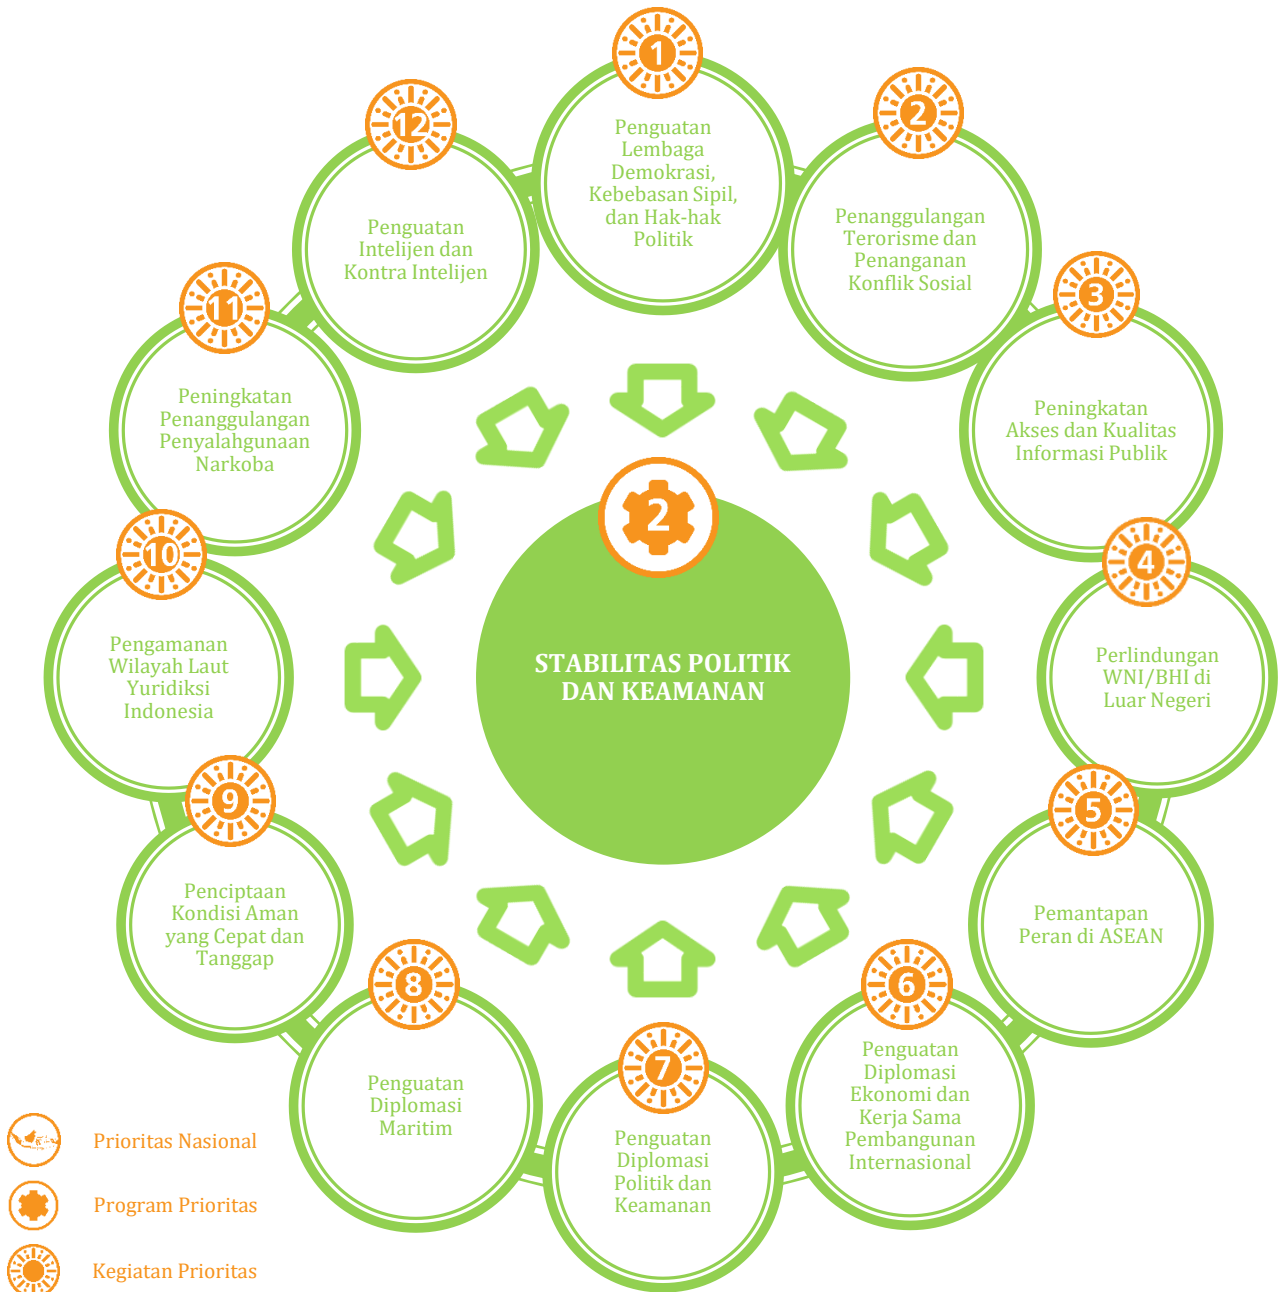 1
Penguatan
Lembaga
Demokrasi,
Kebebasan Sipil,
dan Hak-hak
Politik
2
Penanggulangan
Terorisme dan
Penanganan
Konflik Sosial
3
Peningkatan
Akses dan Kualitas
Informasi Publik
4
Perlindungan
WNI/BHI di
Luar Negeri
5
Pemantapan
Peran di ASEAN
6
Penguatan
Diplomasi
Ekonomi dan
Kerja Sama
Pembangunan
Internasional
7
Penguatan
Diplomasi
Politik dan
Keamanan
8
Penguatan
Diplomasi
Maritim
9
Penciptaan
Kondisi Aman
yang Cepat dan
Tanggap
10
Pengamanan
Wilayah Laut
Yuridiksi
Indonesia
11
Peningkatan
Penanggulangan
Penyalahgunaan
Narkoba
12
Penguatan
Intelijen dan
Kontra Intelijen
2
STABILITAS POLITIK
DAN KEAMANAN
Prioritas Nasional
Program Prioritas
Kegiatan Prioritas